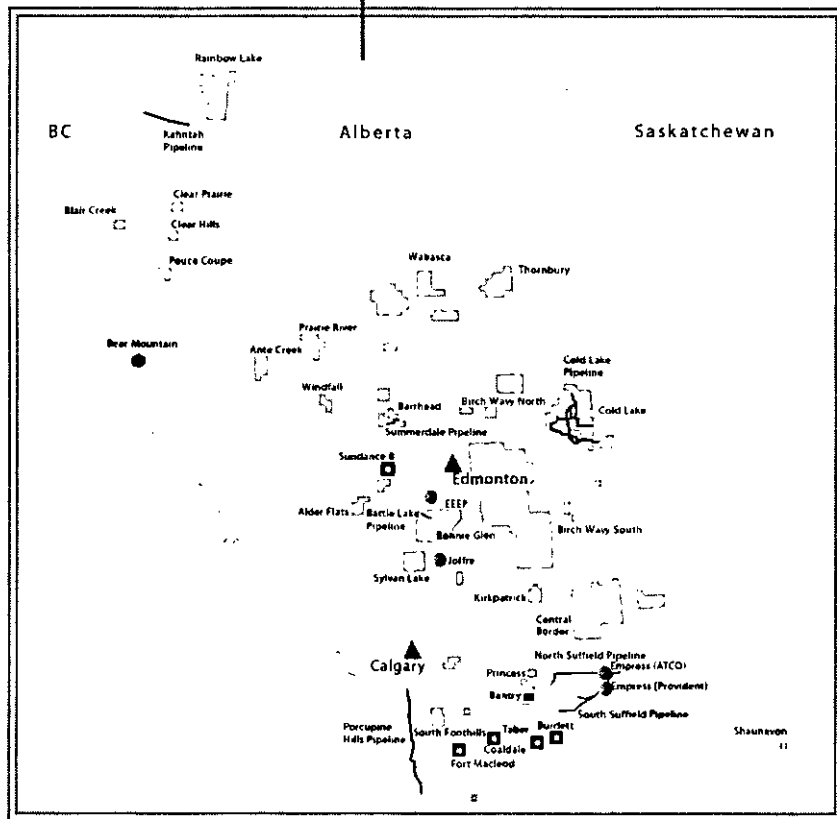 Rainbow Lake
BC
Alberta
Saskatchewan
Kahntah
Pipeline
Clear Prairie
Blair Creek
Clear Hills
Pouce Coupe
Wabasca
Thornbury
Prairie River
Bear Mountain
Ante Creek
Cold Lake
Pipeline
Windfall
Barrhead
Birch Wavy North
Cold Lake
Summerdale Pipeline
Sundance B
Edmonton
EEEP
Alder Flats
Battle Lake
Pipeline
Bonnie Glen
Birch Wavy South
Joffre
Sylvan Lake
Kirkpatrick
Central
Border
North Suffield Pipeline
Calgary
Princess
Empress (ATCO)
Bantry
Empress (Provident)
South Suffield Pipeline
Porcupine
Hills Pipeline
South Foothills
Taber
Burdett
Shaunavon
Coaldale
Fort Macleod